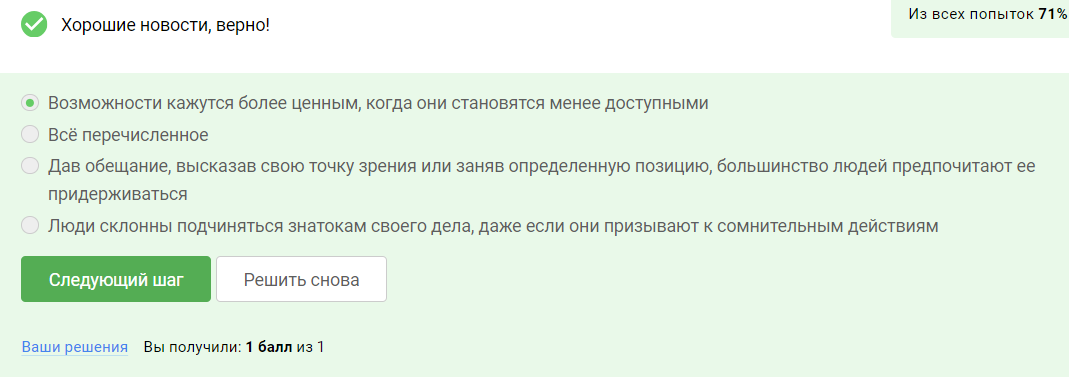 Хорошие новости, верно!
Из всех попыток 71%
Возможности кажутся более ценным, когда они становятся менее доступными
Всё перечисленное
Дав обещание, высказав свою точку зрения или заняв определенную позицию, большинство людей предпочитают ее
придерживаться
Люди склонны подчиняться знатокам своего дела, даже если они призывают к сомнительным действиям
Следующий шаг
Решить снова
Ваши решения Вы получили: 1 балл из 1